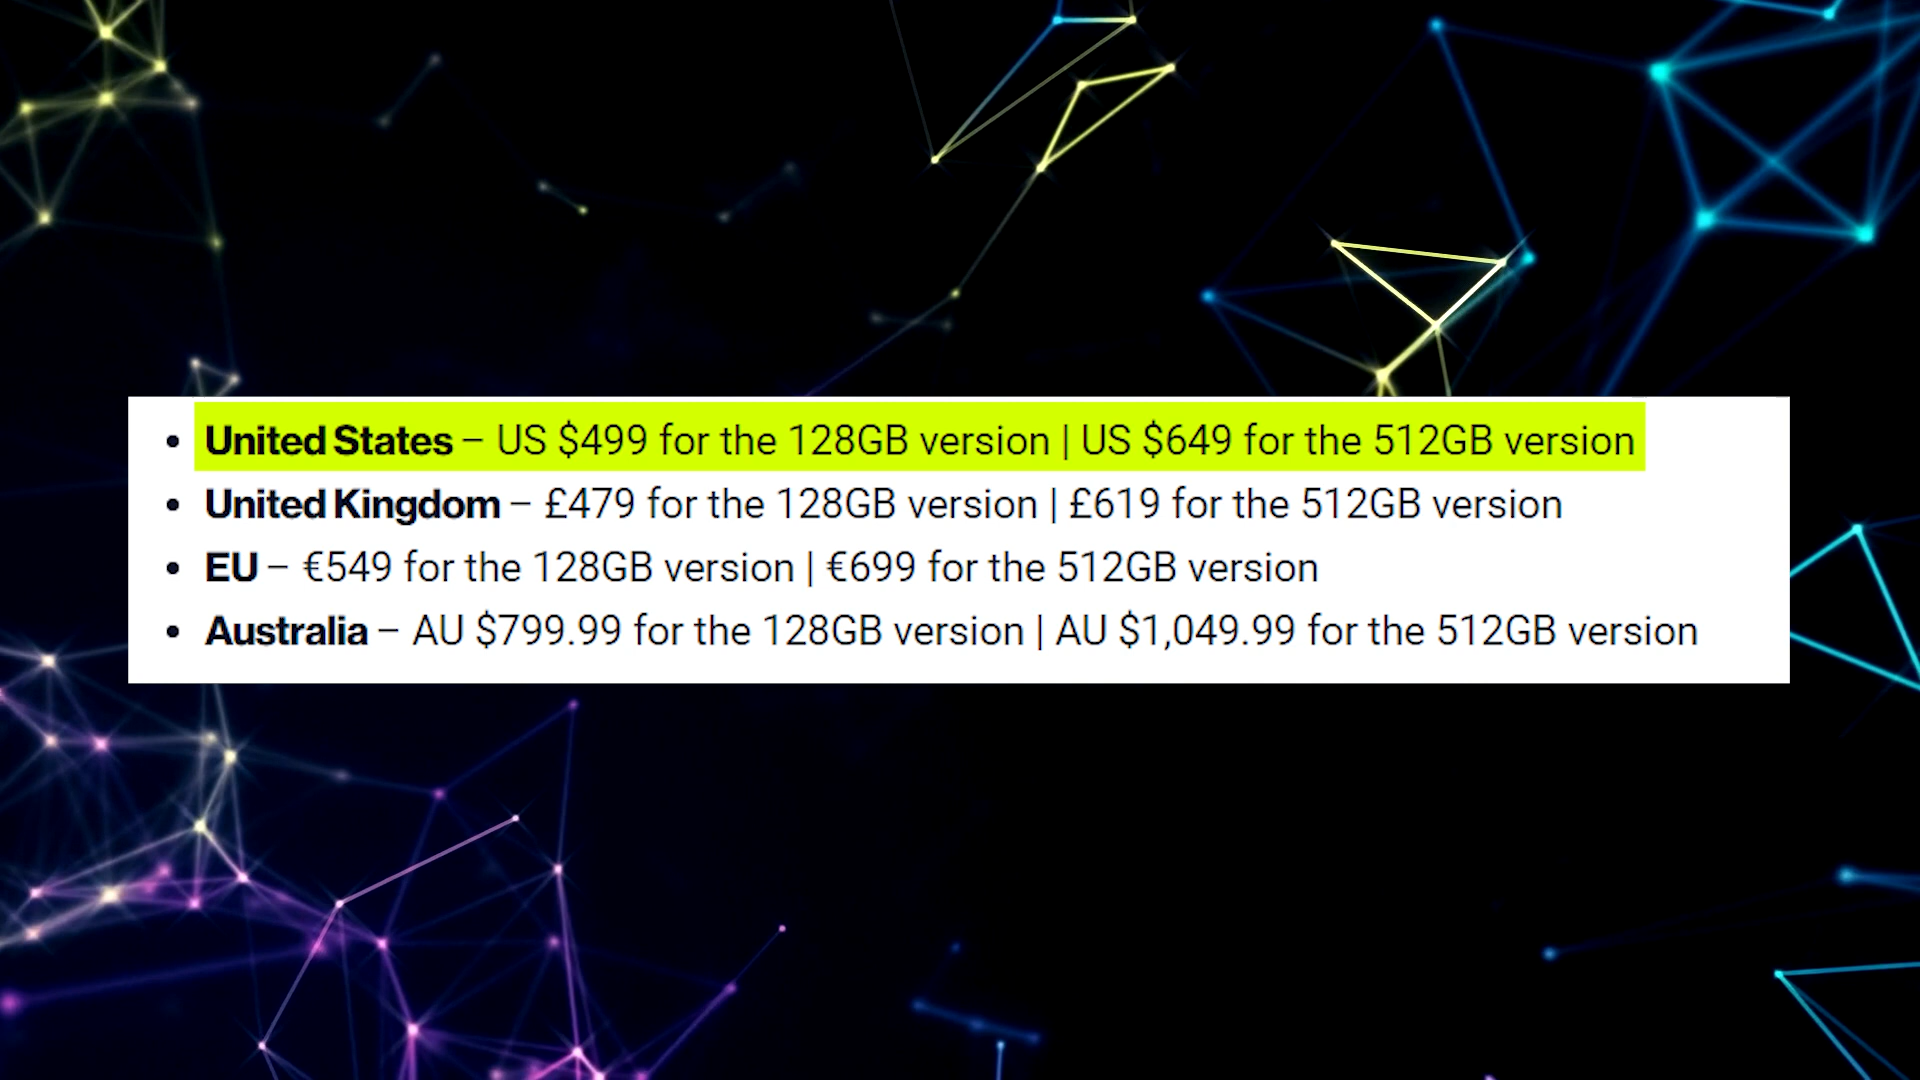 • United States – US $499 for the 128GB version | US $649 for the 512GB version
• United Kingdom – £479 for the 128GB version | £619 for the 512GB version
• EU – €549 for the 128GB version | €699 for the 512GB version
• Australia – AU $799.99 for the 128GB version | AU $1,049.99 for the 512GB version